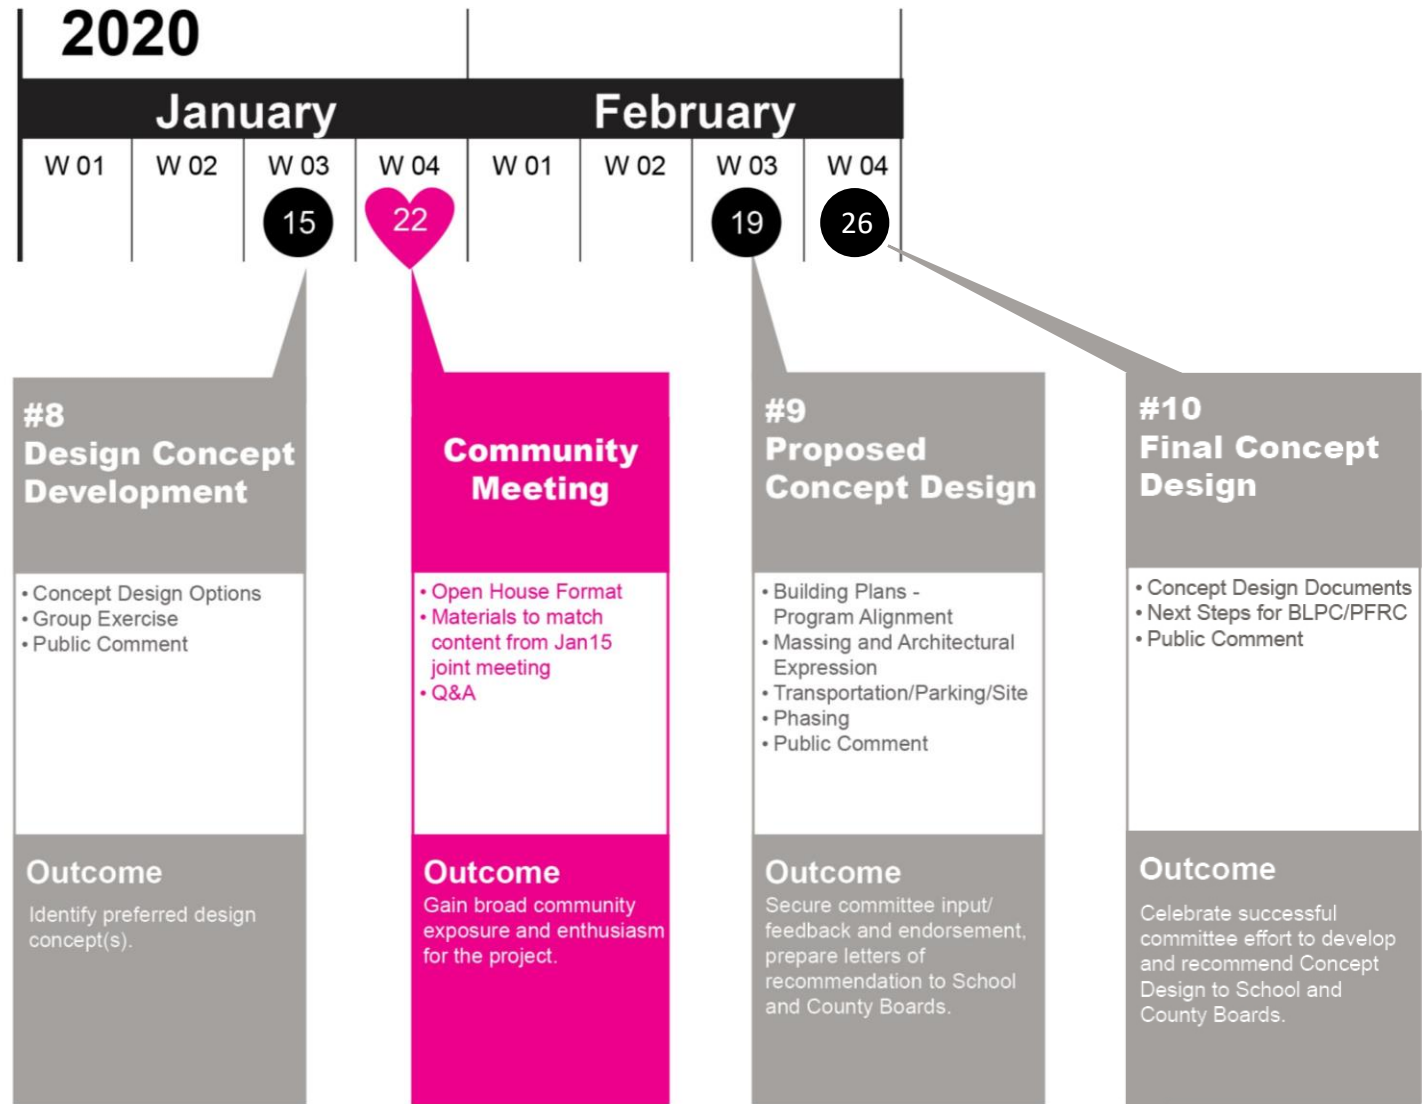 2020
January
February
W 01
W 02
W 03
W 04
W 01
W 02
W 03
W 04
15
22
19
26
#8
Design Concept
Development
• Concept Design Options
• Group Exercise
• Public Comment
Outcome
Identify preferred design
concept(s).
Community
Meeting
• Open House Format
• Materials to match
content from Jan15
joint meeting
• Q&A
Outcome
Gain broad community
exposure and enthusiasm
for the project.
#9
Proposed
Concept Design
• Building Plans -
Program Alignment
• Massing and Architectural
Expression
• Transportation/Parking/Site
• Phasing
• Public Comment
Outcome
Secure committee input/
feedback and endorsement,
prepare letters of
recommendation to School
and County Boards.
#10
Final Concept
Design
• Concept Design Documents
• Next Steps for BLPC/PFRC
• Public Comment
Outcome
Celebrate successful
committee effort to develop
and recommend Concept
Design to School and
County Boards.